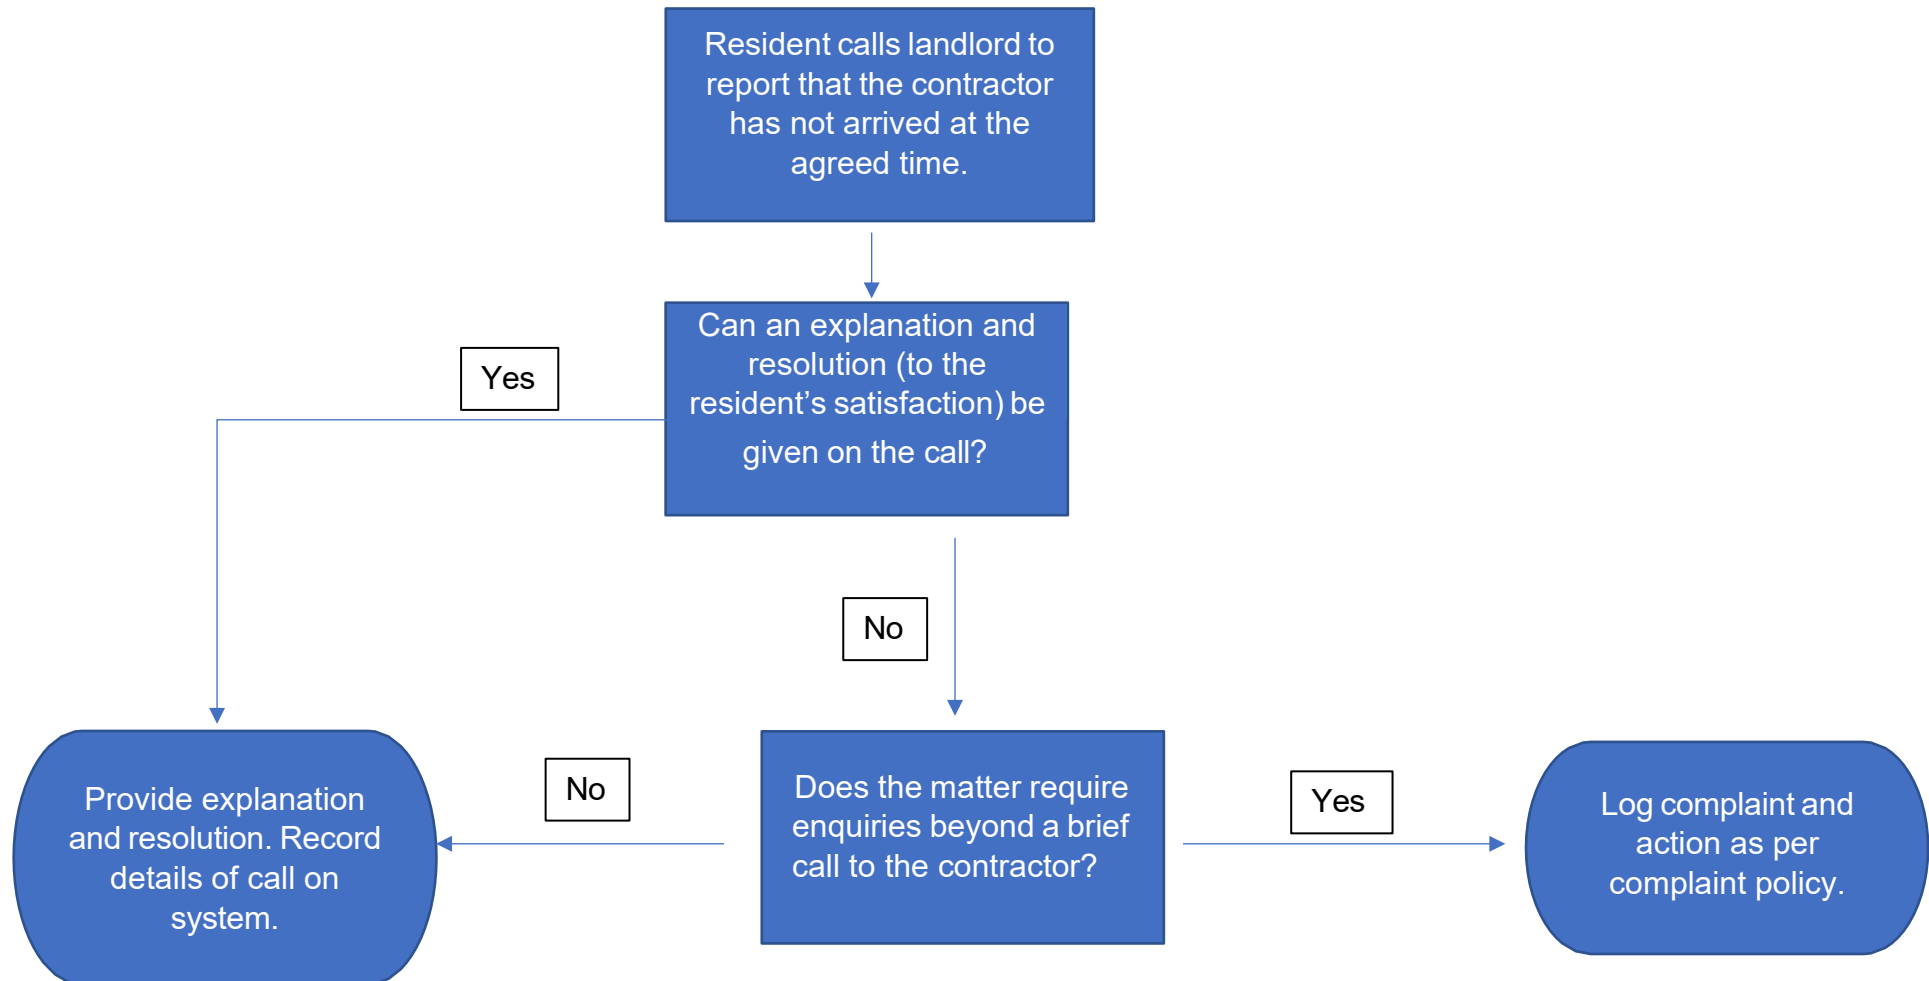 Resident calls landlord to
report that the contractor
has not arrived at the
agreed time.
Can an explanation and
resolution (to the
resident’s satisfaction) be
given on the call?
Yes
No
Provide explanation
and resolution. Record
details of call on
system.
No
Does the matter require
enquiries beyond a brief
call to the contractor?
Yes
Log complaint and
action as per
complaint policy.